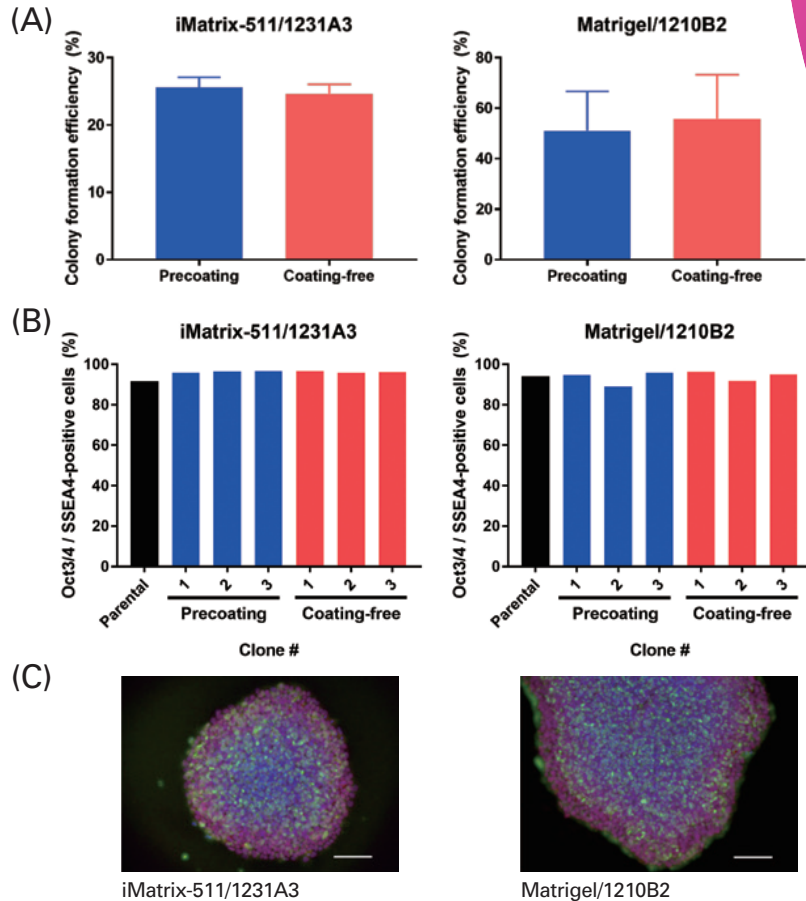 (A)
iMatrix-511/1231A3
Colony formation efficiency (%)
30
20
10
0
Precoating
Coating-free
Matrigel/1210B2
Colony formation efficiency (%)
80
60
40
20
0
Precoating
Coating-free
(B)
iMatrix-511/1231A3
Oct3/4 / SSEA4-positive cells (%)
100
80
60
40
20
0
Parental
1
2
3
1
2
3
Precoating
Coating-free
Clone #
Matrigel/1210B2
Oct3/4 / SSEA4-positive cells (%)
100
80
60
40
20
0
Parental
1
2
3
1
2
3
Precoating
Coating-free
Clone #
(C)
iMatrix-511/1231A3
Matrigel/1210B2